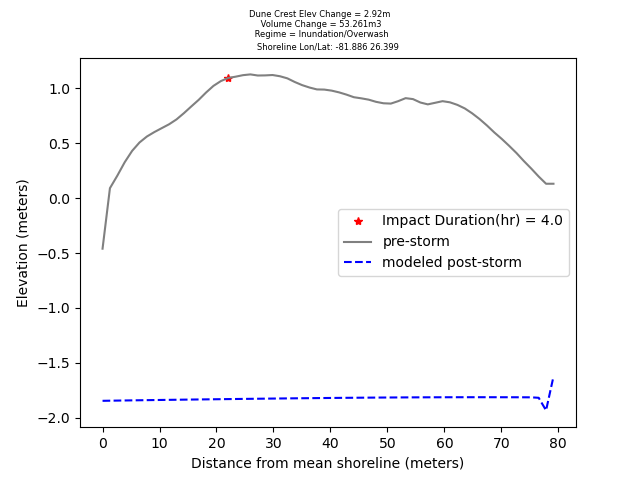 Dune Crest Elev Change = 2.92m
Volume Change = 53.261m3
Regime = Inundation/Overwash
Shoreline Lon/Lat: -81.886 26.399
1.0
0.5
0.0
−0.5
−1.0
−1.5
−2.0
Elevation (meters)
Impact Duration(hr) = 4.0
pre-storm
modeled post-storm
0 10 20 30 40 50 60 70 80
Distance from mean shoreline (meters)